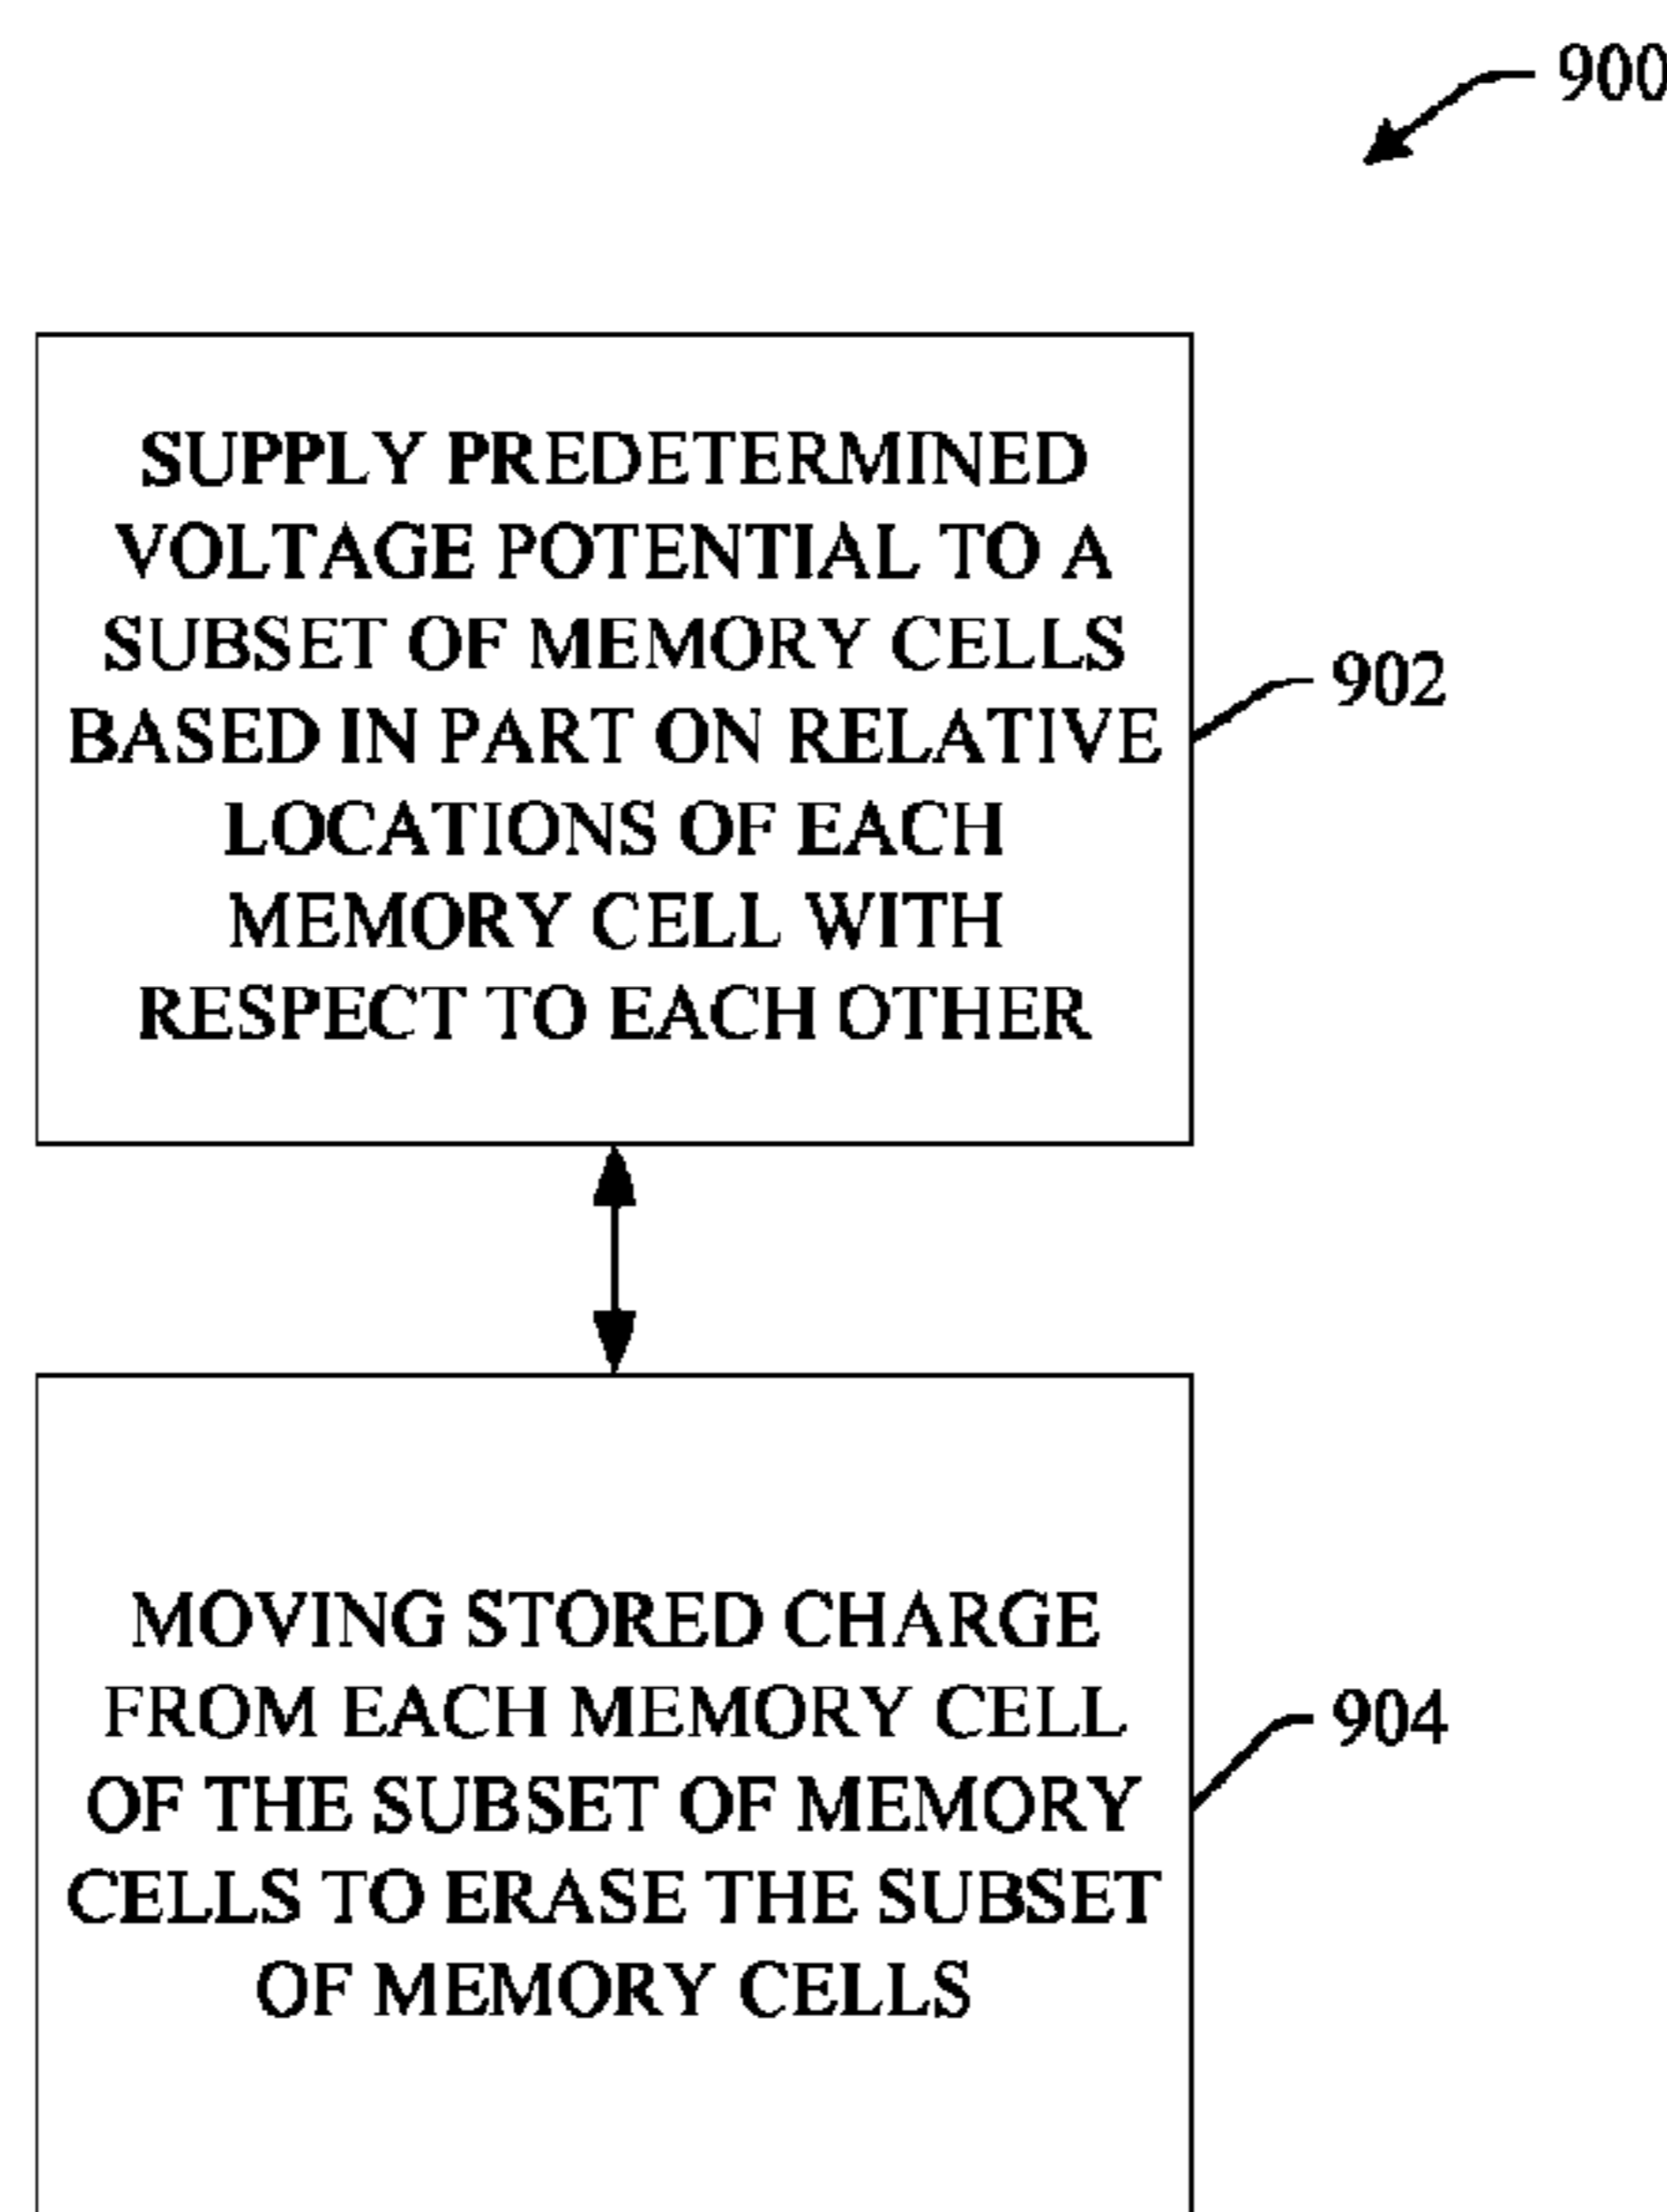 900
SUPPLY PREDETERMINED
VOLTAGE POTENTIAL TO A
SUBSET OF MEMORY CELLS
BASED IN PART ON RELATIVE
LOCATIONS OF EACH
MEMORY CELL WITH
RESPECT TO EACH OTHER
902
MOVING STORED CHARGE
FROM EACH MEMORY CELL
OF THE SUBSET OF MEMORY
CELLS TO ERASE THE SUBSET
OF MEMORY CELLS
904